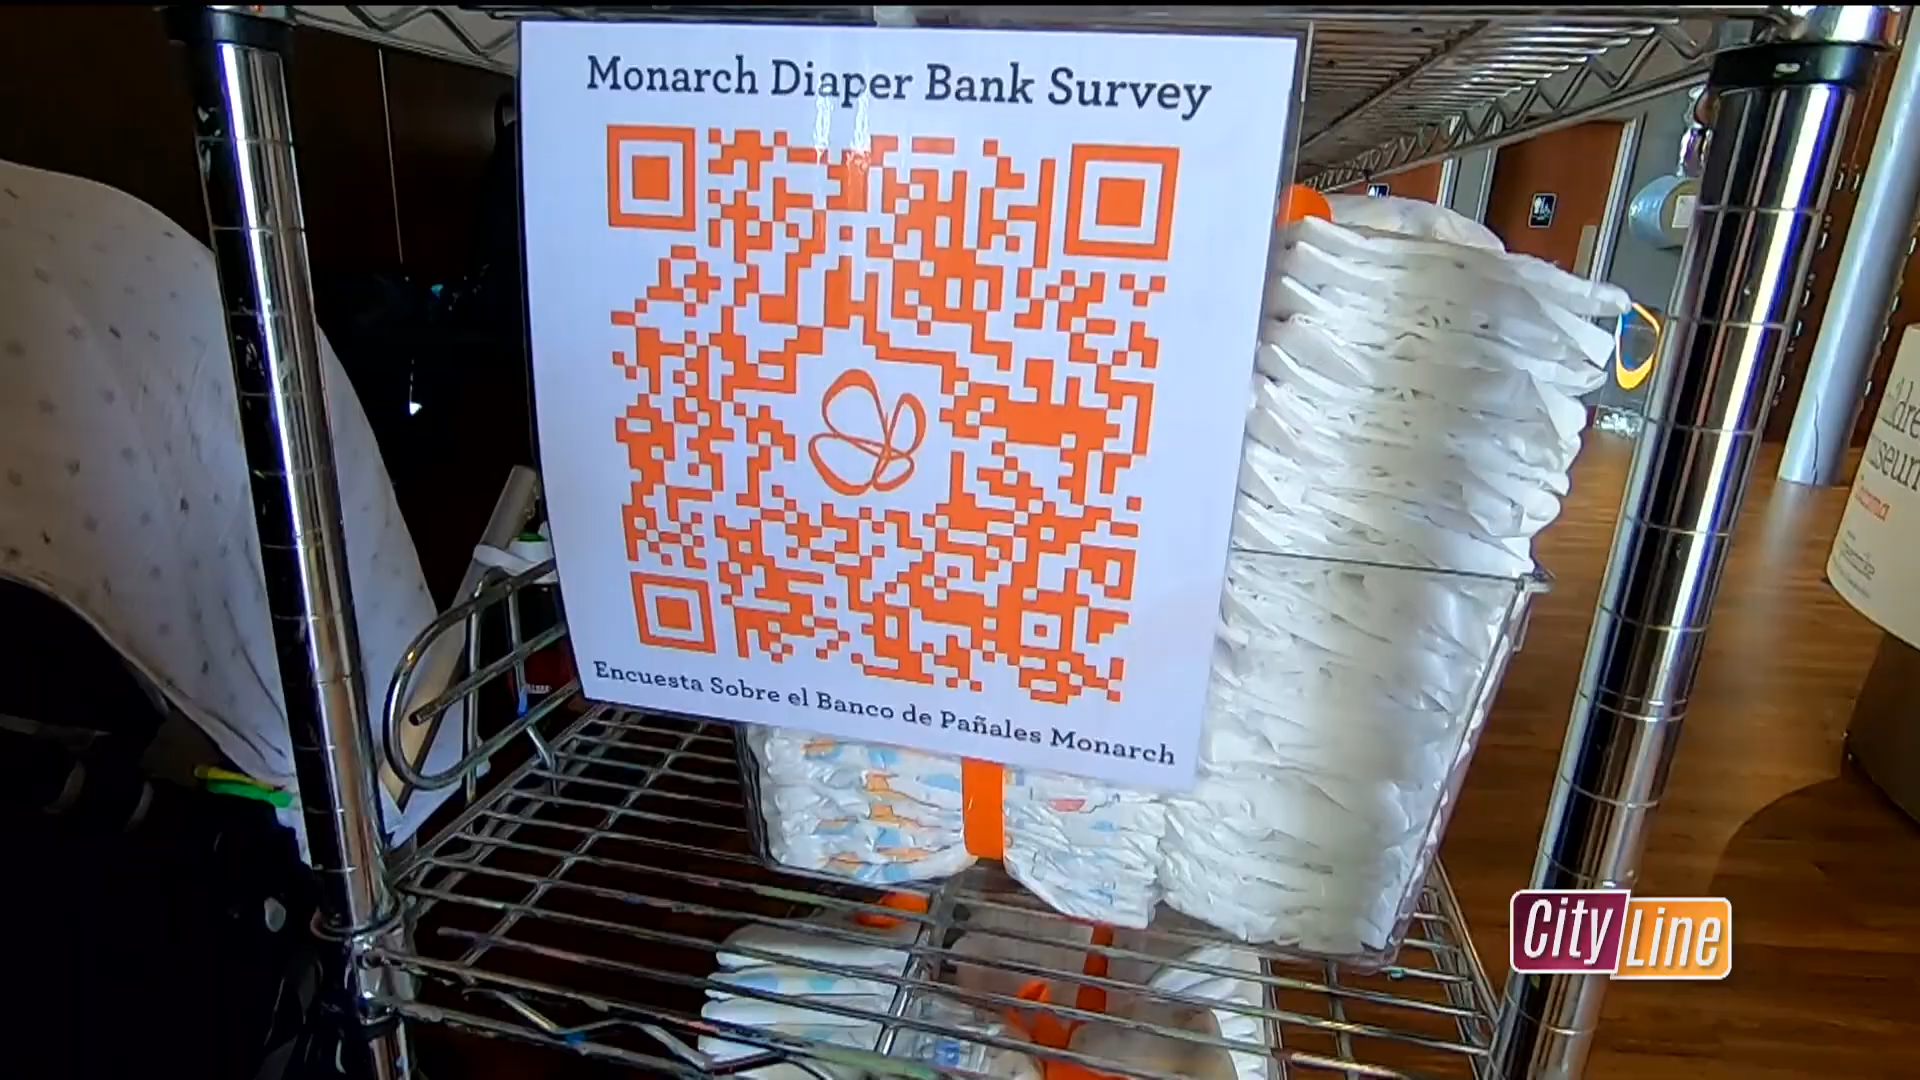 Monarch Diaper Bank Survey
Encuesta Sobre el Banco de Pañales Monarch
City Line